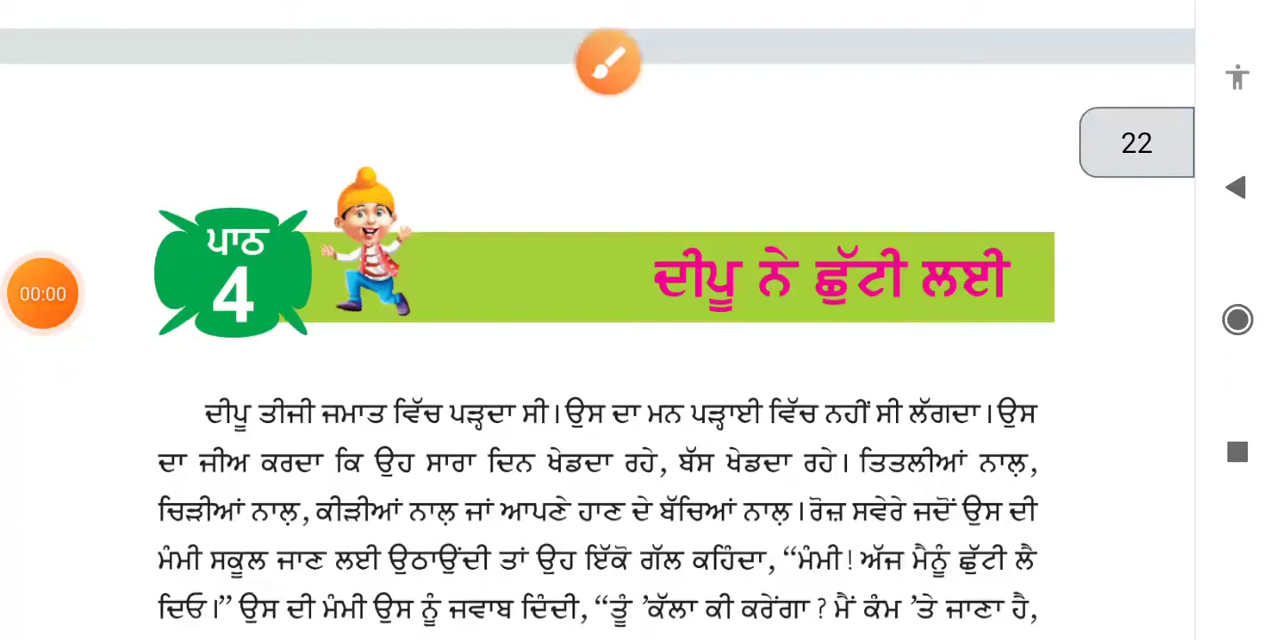 22
ਪਾਠ
4
ਦੀਪੂ ਨੇ ਛੁੱਟੀ ਲਈ
00:00
ਦੀਪੂ ਤੀਜੀ ਜਮਾਤ ਵਿੱਚ ਪੜ੍ਹਦਾ ਸੀ। ਉਸ ਦਾ ਮਨ ਪੜ੍ਹਾਈ ਵਿੱਚ ਨਹੀਂ ਸੀ ਲੱਗਦਾ। ਉਸ
ਦਾ ਜੀਅ ਕਰਦਾ ਕਿ ਉਹ ਸਾਰਾ ਦਿਨ ਖੇਡਦਾ ਰਹੇ, ਬੱਸ ਖੇਡਦਾ ਰਹੇ। ਤਿਤਲੀਆਂ ਨਾਲ਼,
ਚਿੜੀਆਂ ਨਾਲ਼, ਕੀੜੀਆਂ ਨਾਲ਼ ਜਾਂ ਆਪਣੇ ਹਾਣ ਦੇ ਬੱਚਿਆਂ ਨਾਲ਼। ਰੋਜ਼ ਸਵੇਰੇ ਜਦੋਂ ਉਸ ਦੀ
ਮੰਮੀ ਸਕੂਲ ਜਾਣ ਲਈ ਉਠਾਉਂਦੀ ਤਾਂ ਉਹ ਇੱਕੋ ਗੱਲ ਕਹਿੰਦਾ, “ਮੰਮੀ! ਅੱਜ ਮੈਨੂੰ ਛੁੱਟੀ ਲੈ
ਦਿਓ।” ਉਸ ਦੀ ਮੰਮੀ ਉਸ ਨੂੰ ਜਵਾਬ ਦਿੰਦੀ, “ਤੂੰ ’ਕੱਲਾ ਕੀ ਕਰੇਂਗਾ ? ਮੈਂ ਕੰਮ ’ਤੇ ਜਾਣਾ ਹੈ,